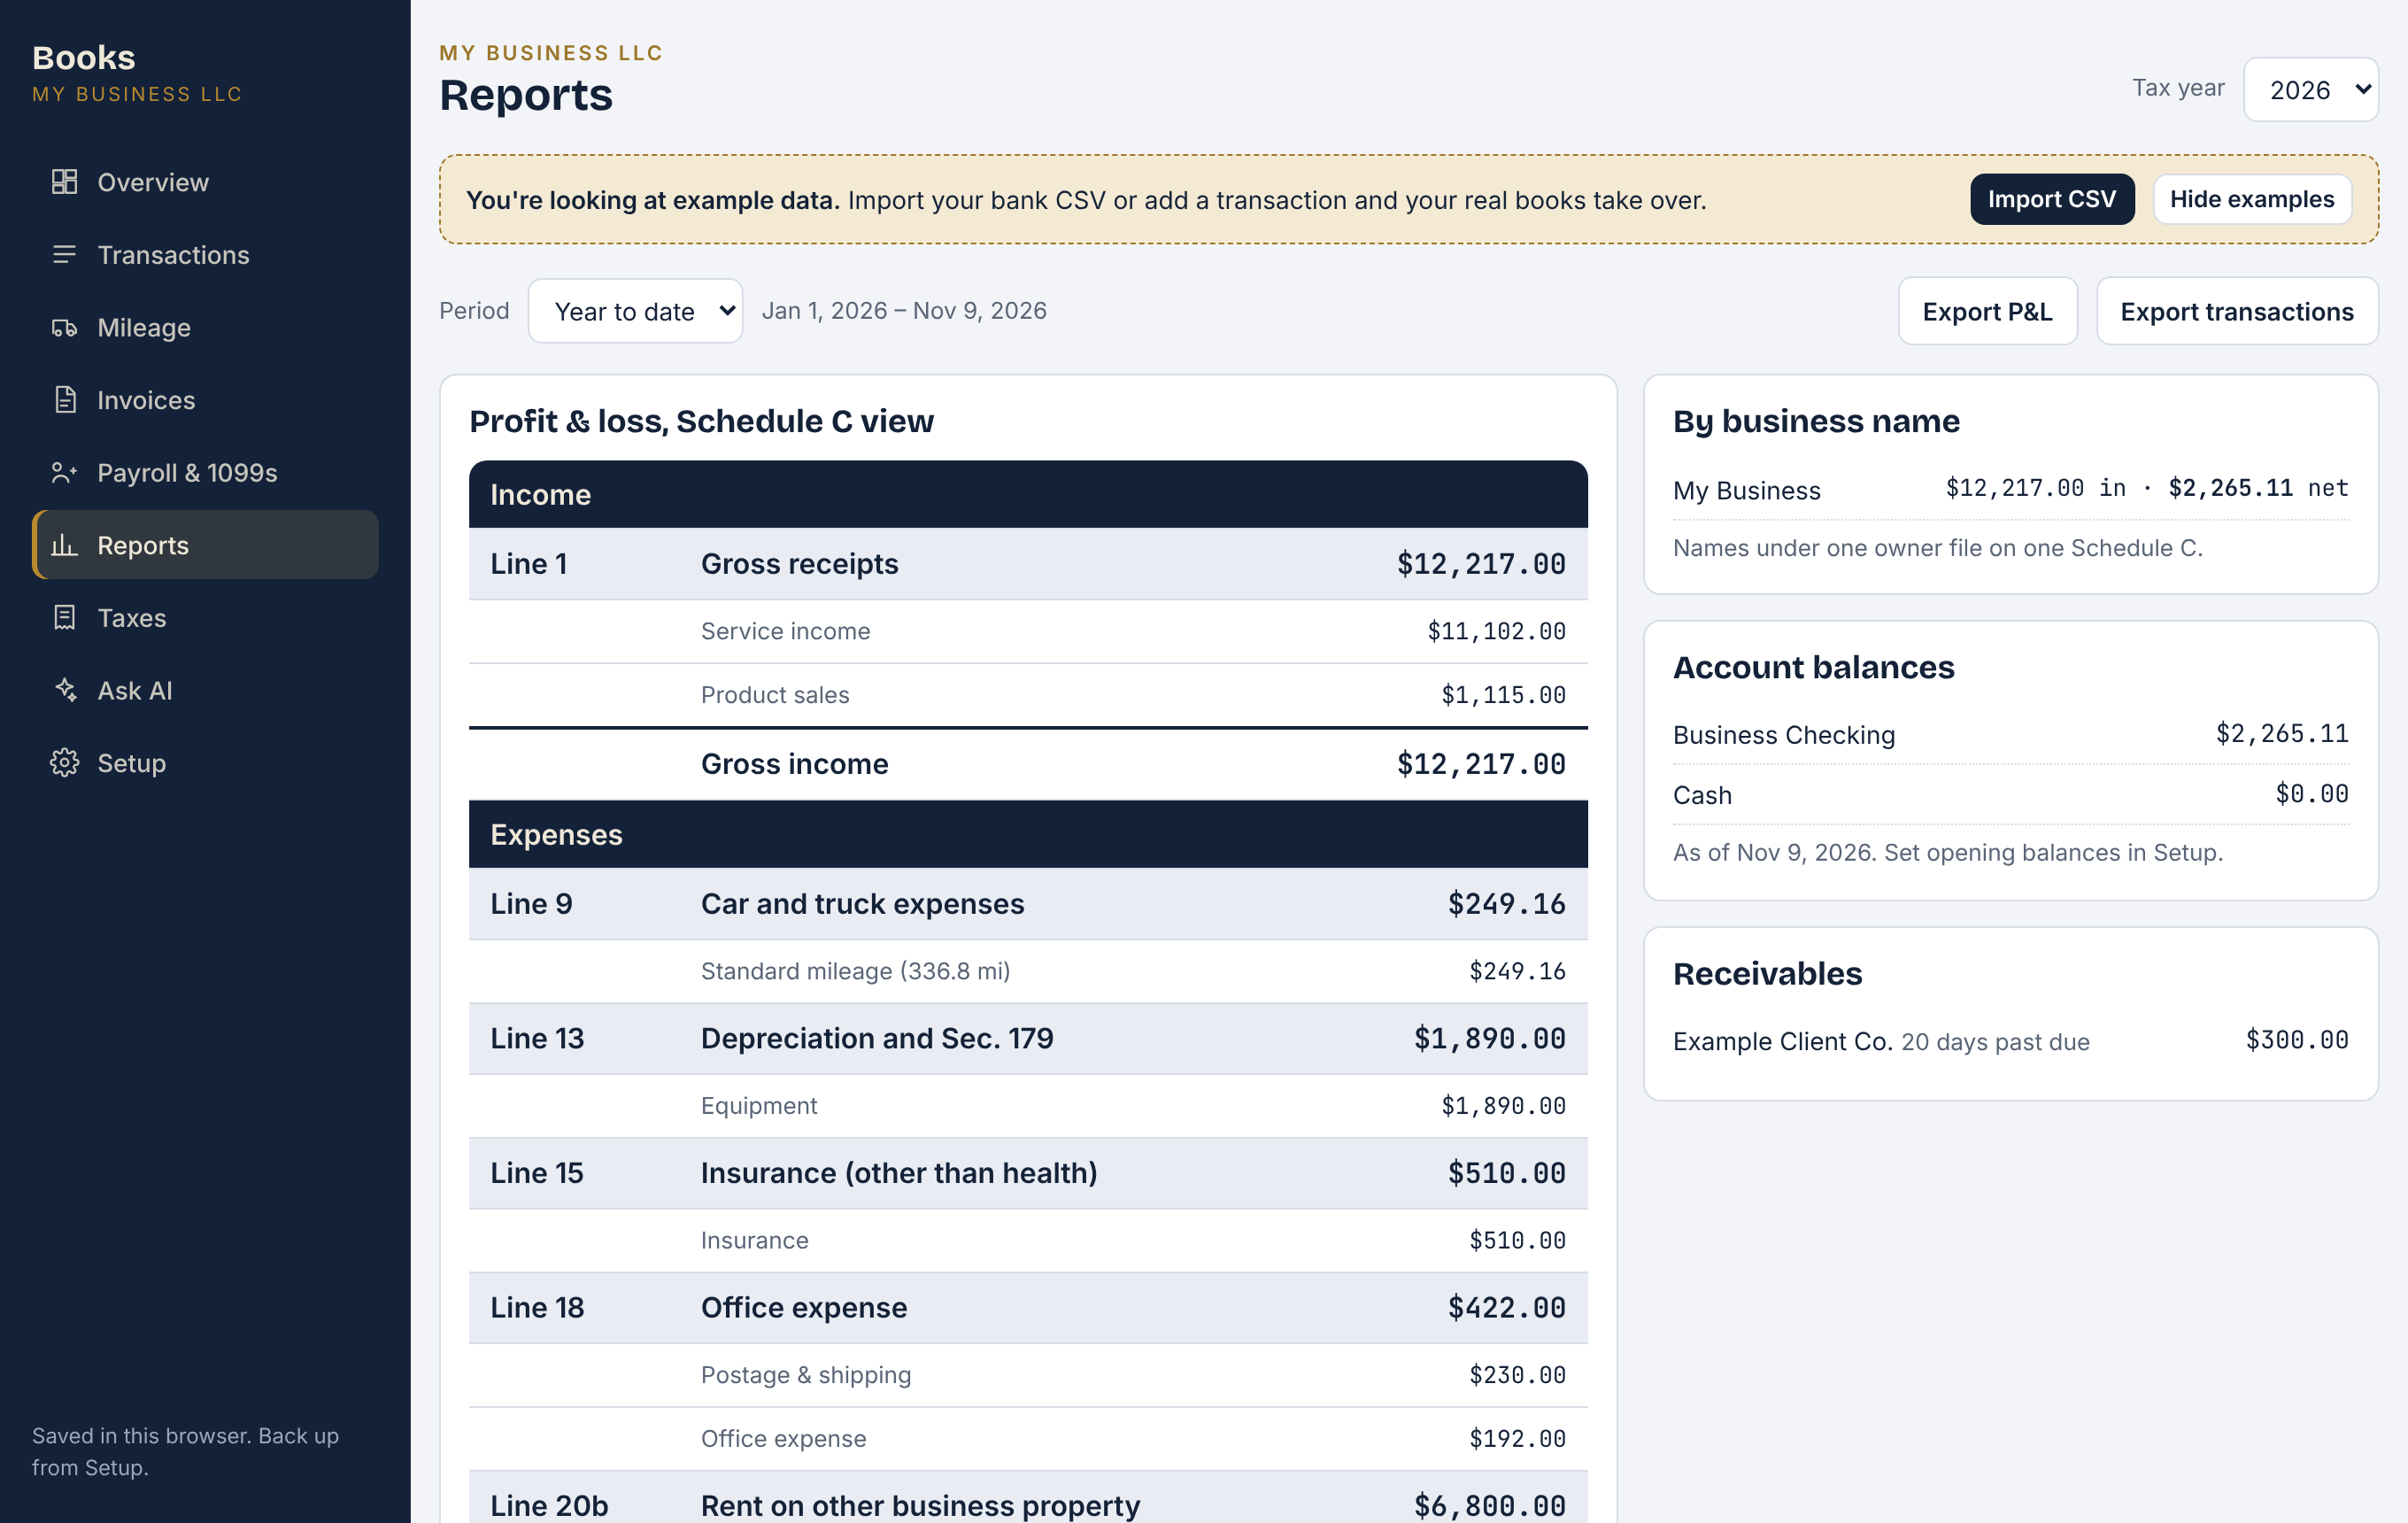 Books
MY BUSINESS LLC
Overview
Transactions
Mileage
Invoices
Payroll & 1099s
Reports
Taxes
Ask AI
Setup
Saved in this browser. Back up
from Setup.
MY BUSINESS LLC
Reports
Tax year 2026
You're looking at example data. Import your bank CSV or add a transaction and your real books take over.
Import CSV
Hide examples
Period Year to date Jan 1, 2026 – Nov 9, 2026
Export P&L
Export transactions
Profit & loss, Schedule C view
Income
Line 1 Gross receipts $12,217.00
Service income $11,102.00
Product sales $1,115.00
Gross income $12,217.00
Expenses
Line 9 Car and truck expenses $249.16
Standard mileage (336.8 mi) $249.16
Line 13 Depreciation and Sec. 179 $1,890.00
Equipment $1,890.00
Line 15 Insurance (other than health) $510.00
Insurance $510.00
Line 18 Office expense $422.00
Postage & shipping $230.00
Office expense $192.00
Line 20b Rent on other business property $6,800.00
By business name
My Business $12,217.00 in · $2,265.11 net
Names under one owner file on one Schedule C.
Account balances
Business Checking $2,265.11
Cash $0.00
As of Nov 9, 2026. Set opening balances in Setup.
Receivables
Example Client Co. 20 days past due $300.00